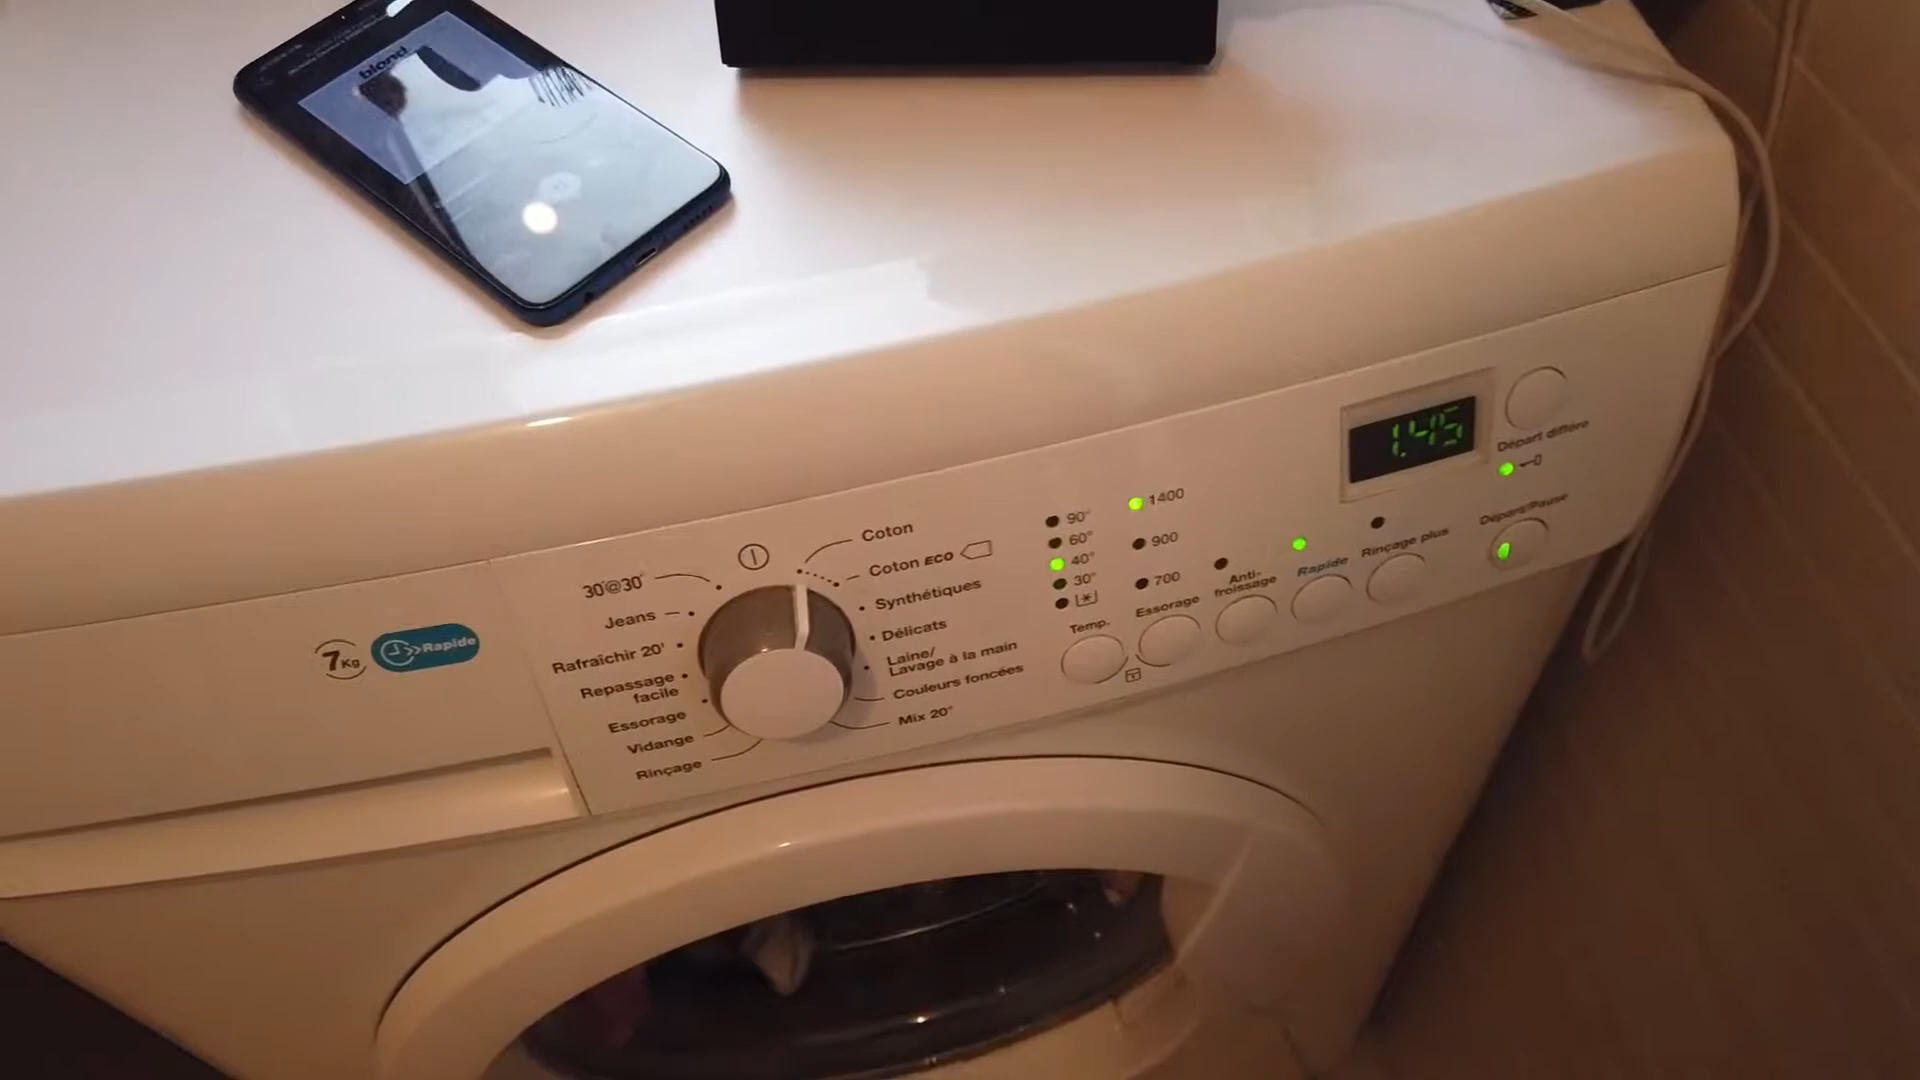 blond
7Kg
Rapide
30°@30'
Jeans
Rafraîchir 20'
Repassage
facile
Essorage
Vidange
Rinçage
Coton
Coton ECO
Synthétiques
Délicats
Laine/
Lavage à la main
Couleurs foncées
Mix 20°
90°
60°
40°
30°
1400
900
700
Temp.
Essorage
Anti-
froissage
Rapide
Rinçage plus
1.45
Départ différé
Départ/Pause